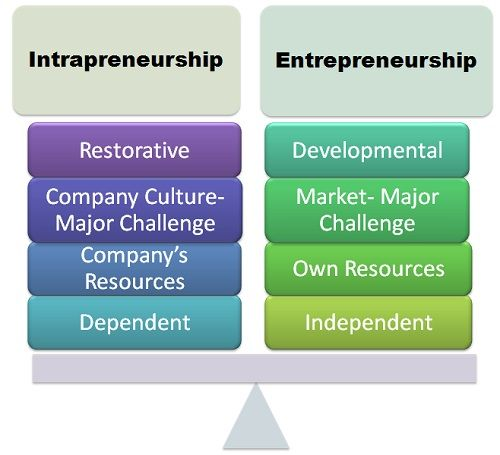 Intrapreneurship
Entrepreneurship
Restorative
Developmental
Company Culture-
Major Challenge
Market- Major
Challenge
Company's
Resources
Own Resources
Dependent
Independent